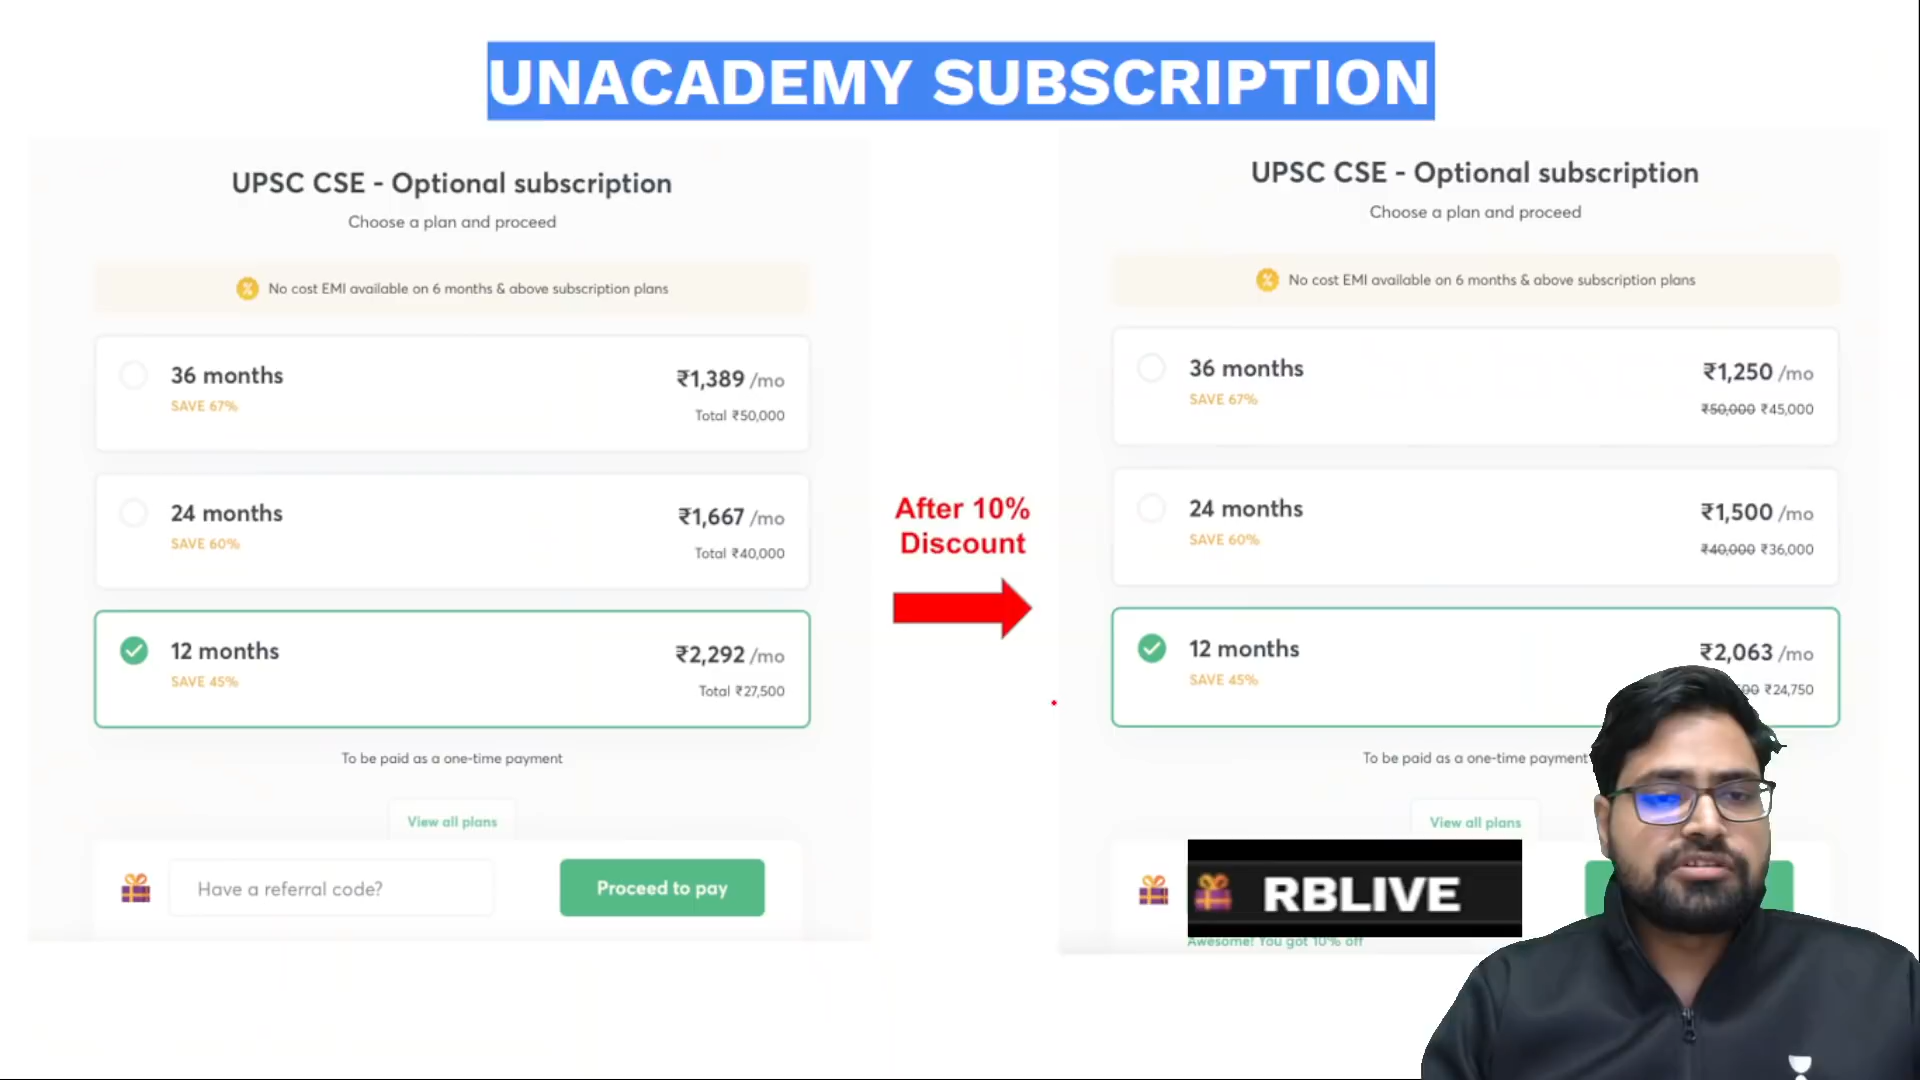 UNACADEMY SUBSCRIPTION
UPSC CSE - Optional subscription
Choose a plan and proceed
No cost EMI available on 6 months & above subscription plans
36 months
₹1,389 /mo
SAVE 67%
Total ₹50,000
24 months
₹1,667 /mo
SAVE 60%
Total ₹40,000
12 months
₹2,292 /mo
SAVE 45%
Total ₹27,500
To be paid as a one-time payment
View all plans
Have a referral code?
Proceed to pay
After 10%
Discount
UPSC CSE - Optional subscription
Choose a plan and proceed
No cost EMI available on 6 months & above subscription plans
36 months
₹1,250 /mo
SAVE 67%
₹50,000 ₹45,000
24 months
₹1,500 /mo
SAVE 60%
₹40,000 ₹36,000
12 months
₹2,063 /mo
SAVE 45%
₹24,750
To be paid as a one-time payment
View all plans
RBLIVE
Awesome! You got 10% off